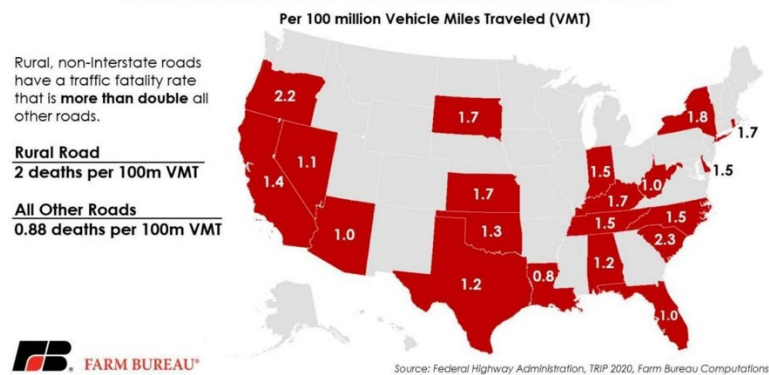 Per 100 million Vehicle Miles Traveled (VMT)
Rural, non-Interstate roads
have a traffic fatality rate
that is more than double all
other roads.
Rural Road
2 deaths per 100m VMT
All Other Roads
0.88 deaths per 100m VMT
2.2
1.7
1.8
1.7
1.1
1.5
1.5
1.4
1.0
1.7
1.7
1.5
1.5
1.3
1.0
2.3
1.2
0.8
1.2
1.0
FB FARM BUREAU®
Source: Federal Highway Administration, TRIP 2020, Farm Bureau Computations